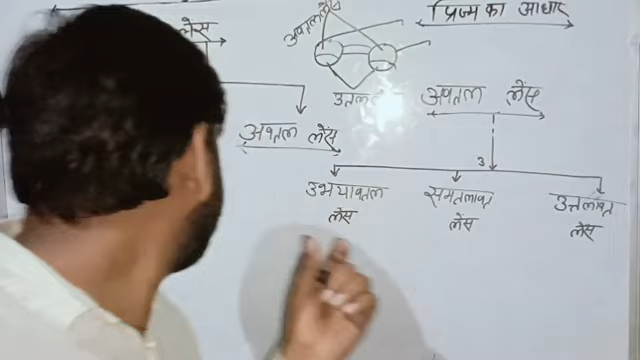 लेंस
अवतल लेंस
प्रिज्म का आधार
उत्तल
अवतल लेंस
अवतल लेंस
3
उभयावतल
लेंस
समतलावतल
लेंस
उत्तलावतल
लेंस